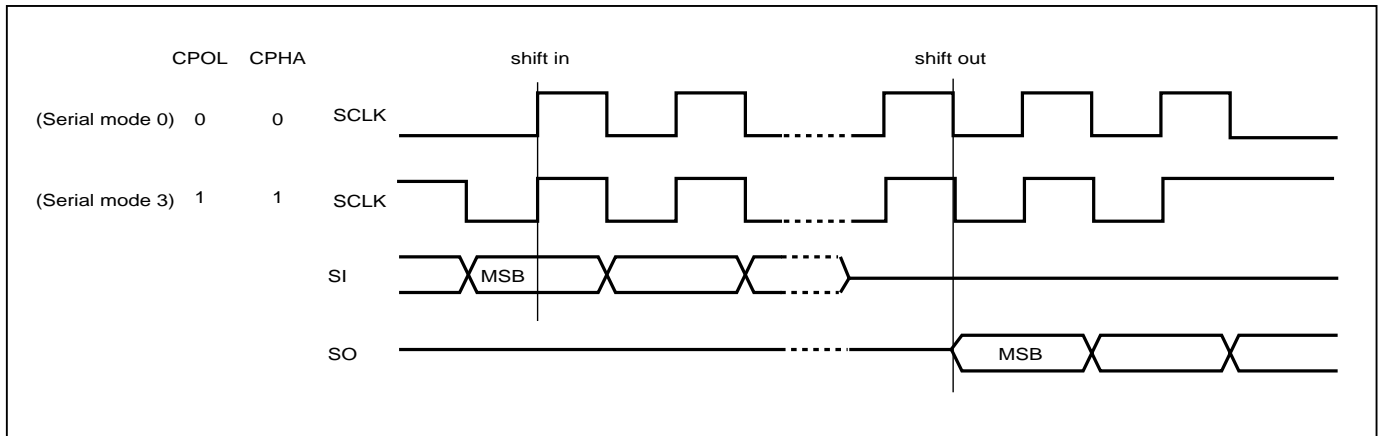 CPOL CPHA shift in shift out
(Serial mode 0) 0 0 SCLK
(Serial mode 3) 1 1 SCLK
SI MSB
SO MSB